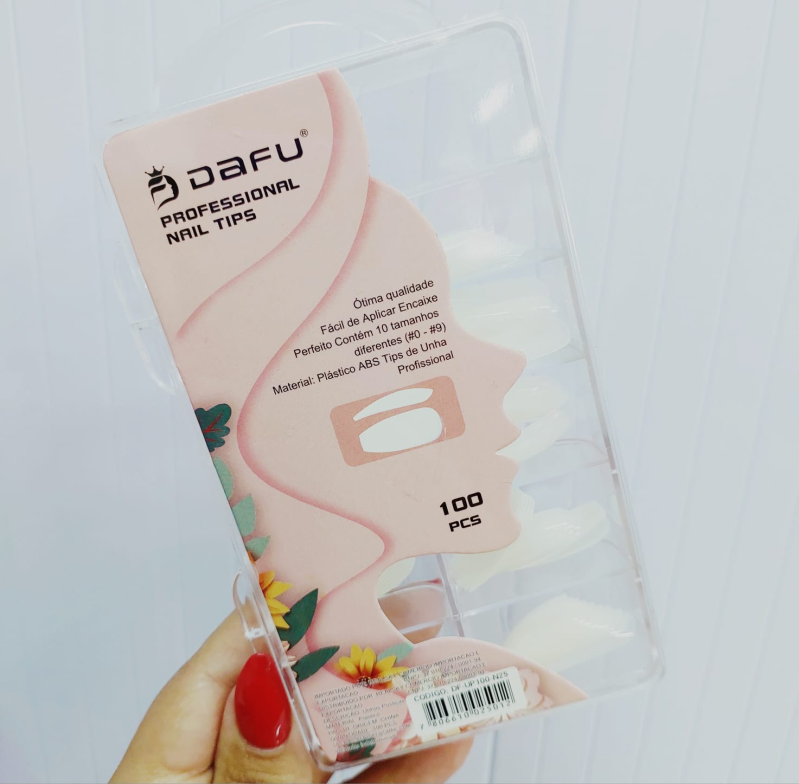 DAFU®
PROFESSIONAL
NAIL TIPS
Ótima qualidade
Fácil de Aplicar Encaixe
Perfeito Contém 10 tamanhos
diferentes (#0 - #9)
Material: Plástico ABS Tips de Unha
Profissional
100
PCS
CODIGO: DF-UP100-N25